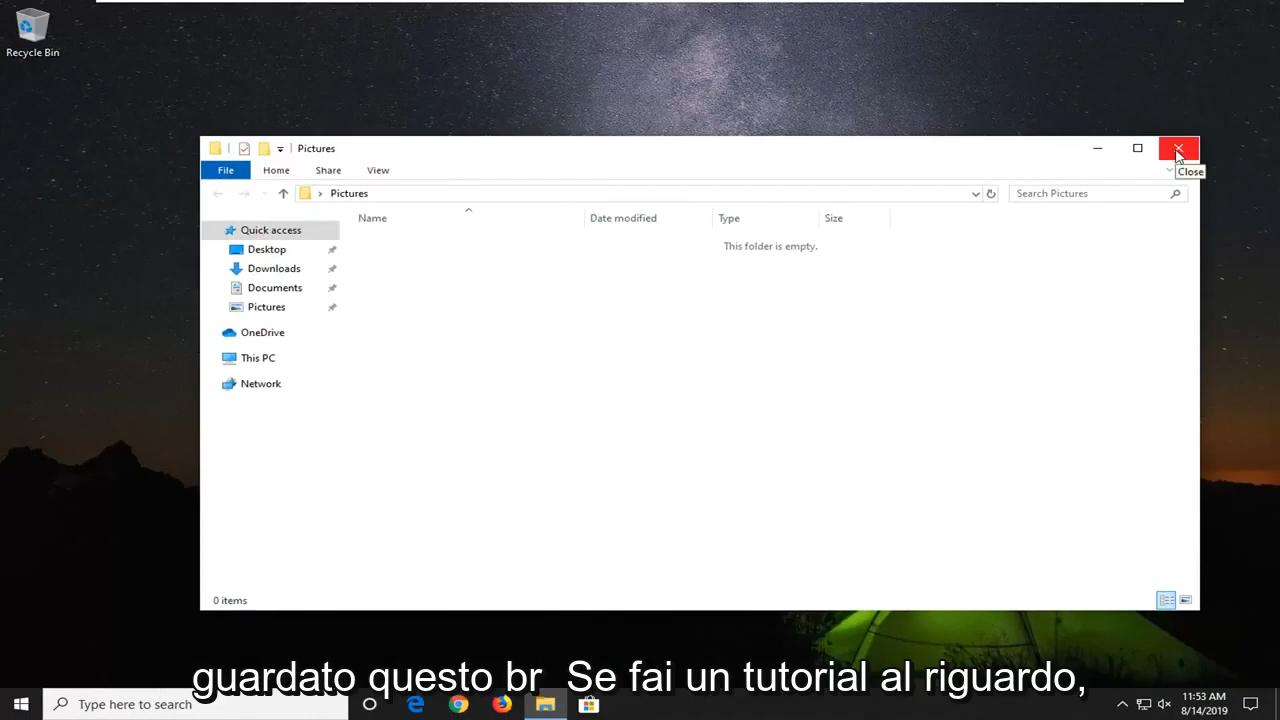 Recycle Bin
Pictures
Close
File Home Share View
Pictures
Search Pictures
Name Date modified Type Size
This folder is empty.
Quick access
Desktop
Downloads
Documents
Pictures
OneDrive
This PC
Network
0 items
guardato questo br Se fai un tutorial al riguardo,
Type here to search
11:53 AM
8/14/2019